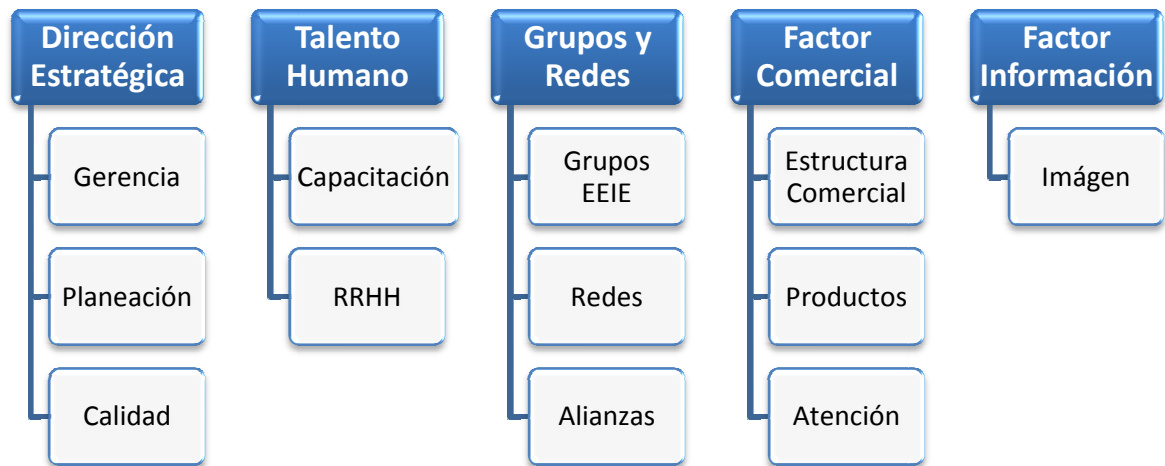 Dirección
Estratégica
Gerencia
Planeación
Calidad
Talento
Humano
Capacitación
RRHH
Grupos y
Redes
Grupos
EEIE
Redes
Alianzas
Factor
Comercial
Estructura
Comercial
Productos
Atención
Factor
Información
Imágen